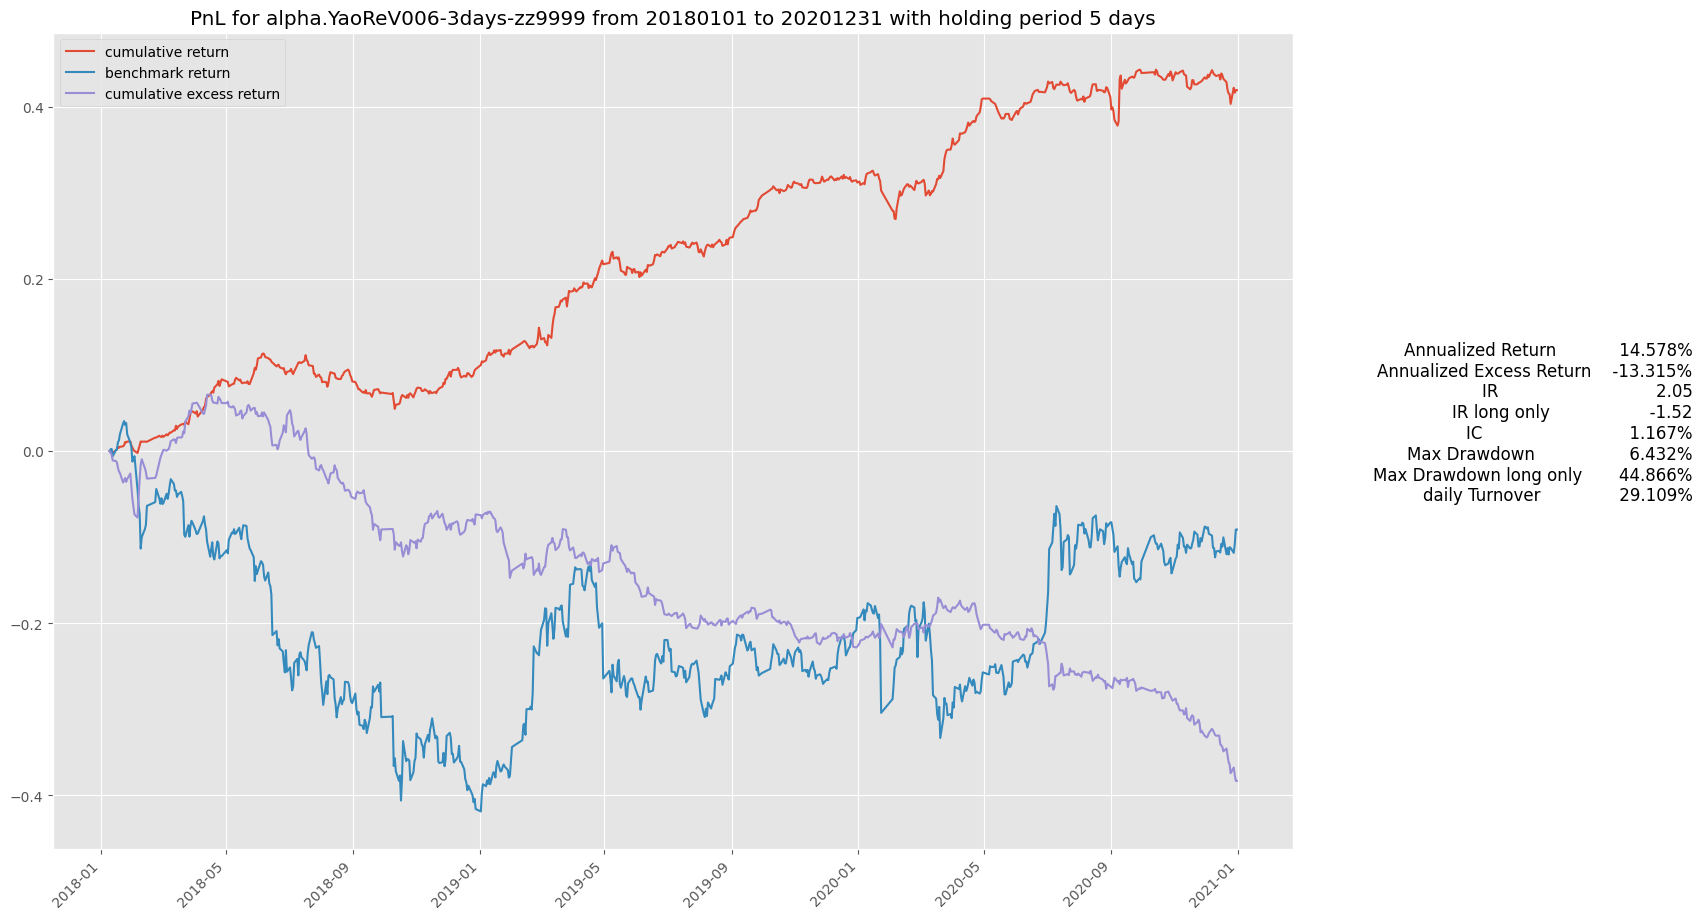 PnL for alpha.YaoReV006-3days-zz9999 from 20180101 to 20201231 with holding period 5 days
cumulative return
benchmark return
cumulative excess return
0.4
0.2
0.0
−0.2
−0.4
2018-01
2018-05
2018-09
2019-01
2019-05
2019-09
2020-01
2020-05
2020-09
2021-01
Annualized Return 14.578%
Annualized Excess Return -13.315%
IR 2.05
IR long only -1.52
IC 1.167%
Max Drawdown 6.432%
Max Drawdown long only 44.866%
daily Turnover 29.109%